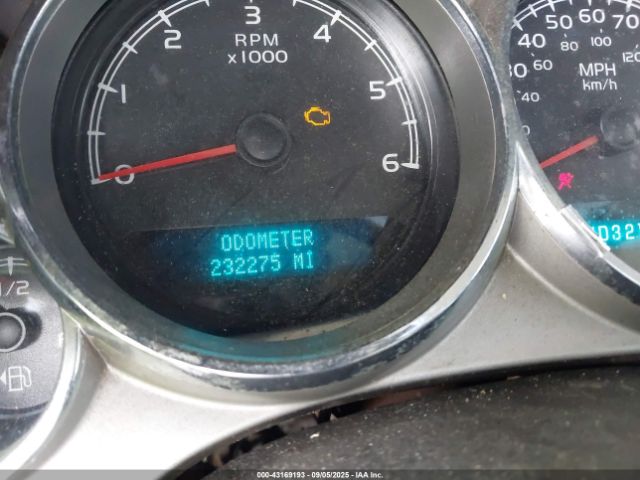 0 1 2 3 4 5 6
RPM
x1000
ODOMETER
232275 MI
40 50 60 70
40 60 80 100 120
MPH
km/h
1/2
000-43169193 - 09/05/2025 - IAA Inc.